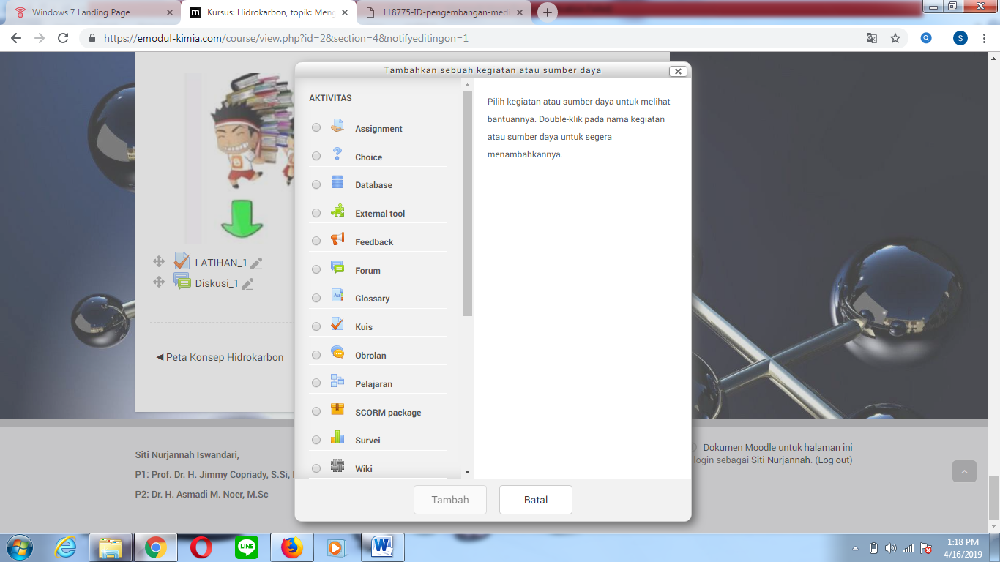 Windows 7 Landing Page
Kursus: Hidrokarbon, topik: Meng
118775-ID-pengembangan-med
https://emodul-kimia.com/course/view.php?id=2&section=4&notifyeditingon=1
S
Tambahkan sebuah kegiatan atau sumber daya
AKTIVITAS
Assignment
Choice
Database
External tool
Feedback
Forum
Glossary
Kuis
Obrolan
Pelajaran
SCORM package
Survei
Wiki
Pilih kegiatan atau sumber daya untuk melihat
bantuannya. Double-klik pada nama kegiatan
atau sumber daya untuk segera
menambahkannya.
Tambah
Batal
LATIHAN_1
Diskusi_1
◄ Peta Konsep Hidrokarbon
Siti Nurjannah Iswandari,
P1: Prof. Dr. H. Jimmy Copriady, S.Si,
P2: Dr. H. Asmadi M. Noer, M.Sc
Dokumen Moodle untuk halaman ini
login sebagai Siti Nurjannah. (Log out)
LINE
1:18 PM
4/16/2019